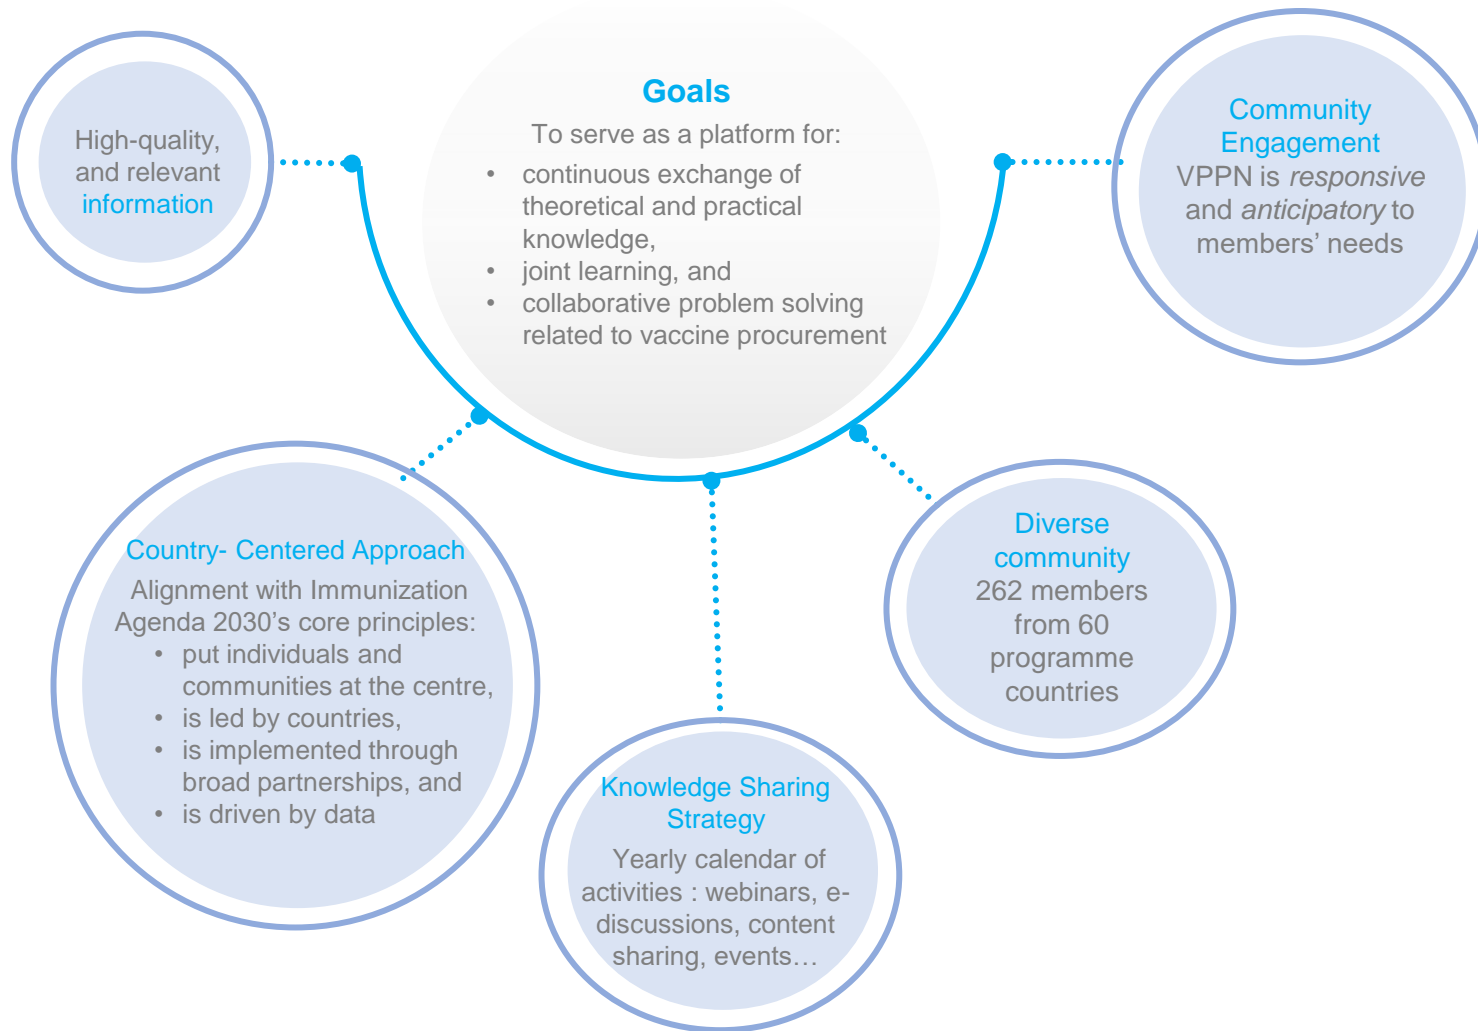 Goals
To serve as a platform for:
• continuous exchange of
theoretical and practical
knowledge,
• joint learning, and
• collaborative problem solving
related to vaccine procurement
High-quality,
and relevant
information
Country- Centered Approach
Alignment with Immunization
Agenda 2030’s core principles:
• put individuals and
communities at the centre,
• is led by countries,
• is implemented through
broad partnerships, and
• is driven by data
Knowledge Sharing
Strategy
Yearly calendar of
activities : webinars, e-
discussions, content
sharing, events…
Diverse
community
262 members
from 60
programme
countries
Community
Engagement
VPPN is responsive
and anticipatory to
members’ needs